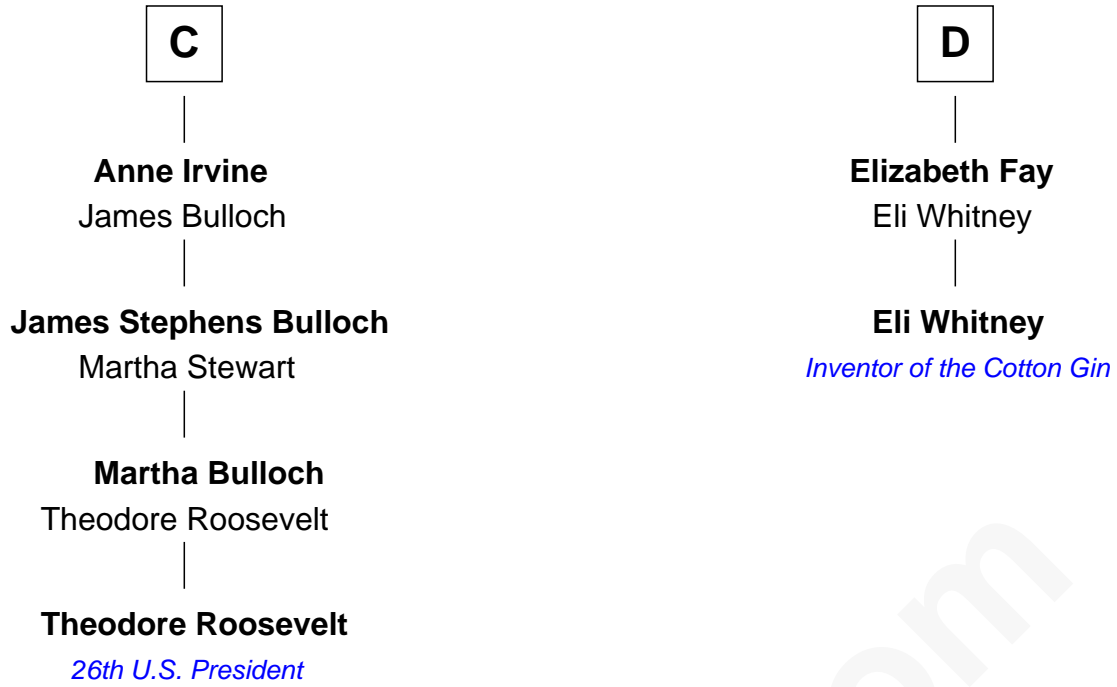 C
Anne Irvine
James Bulloch
James Stephens Bulloch
Martha Stewart
Martha Bulloch
Theodore Roosevelt
Theodore Roosevelt
26th U.S. President
D
Elizabeth Fay
Eli Whitney
Eli Whitney
Inventor of the Cotton Gin
om